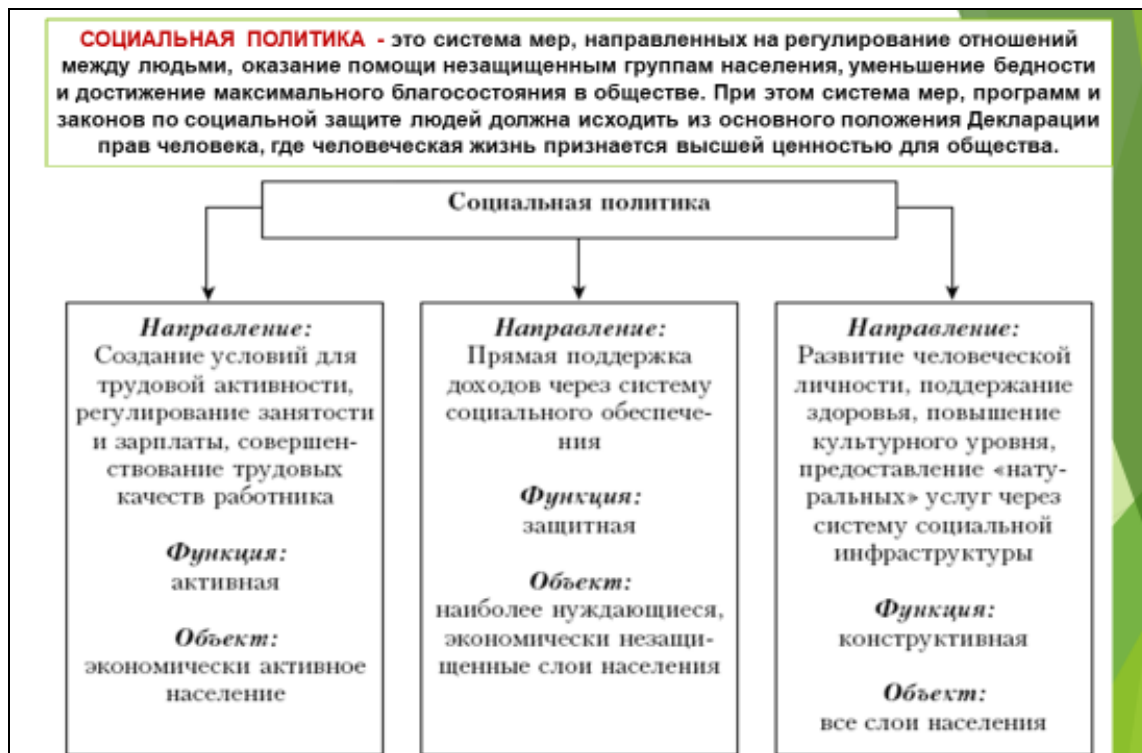 СОЦИАЛЬНАЯ ПОЛИТИКА - это система мер, направленных на регулирование отношений
между людьми, оказание помощи незащищенным группам населения, уменьшение бедности
и достижение максимального благосостояния в обществе. При этом система мер, программ и
законов по социальной защите людей должна исходить из основного положения Декларации
прав человека, где человеческая жизнь признается высшей ценностью для общества.
Социальная политика
Направление:
Создание условий для
трудовой активности,
регулирование занятости
и зарплаты, совершен-
ствование трудовых
качеств работника
Функция:
активная
Объект:
экономически активное
население
Направление:
Прямая поддержка
доходов через систему
социального обеспече-
ния
Функция:
защитная
Объект:
наиболее нуждающиеся,
экономически незащи-
щенные слои населения
Направление:
Развитие человеческой
личности, поддержание
здоровья, повышение
культурного уровня,
предоставление «нату-
ральных» услуг через
систему социальной
инфраструктуры
Функция:
конструктивная
Объект:
все слои населения